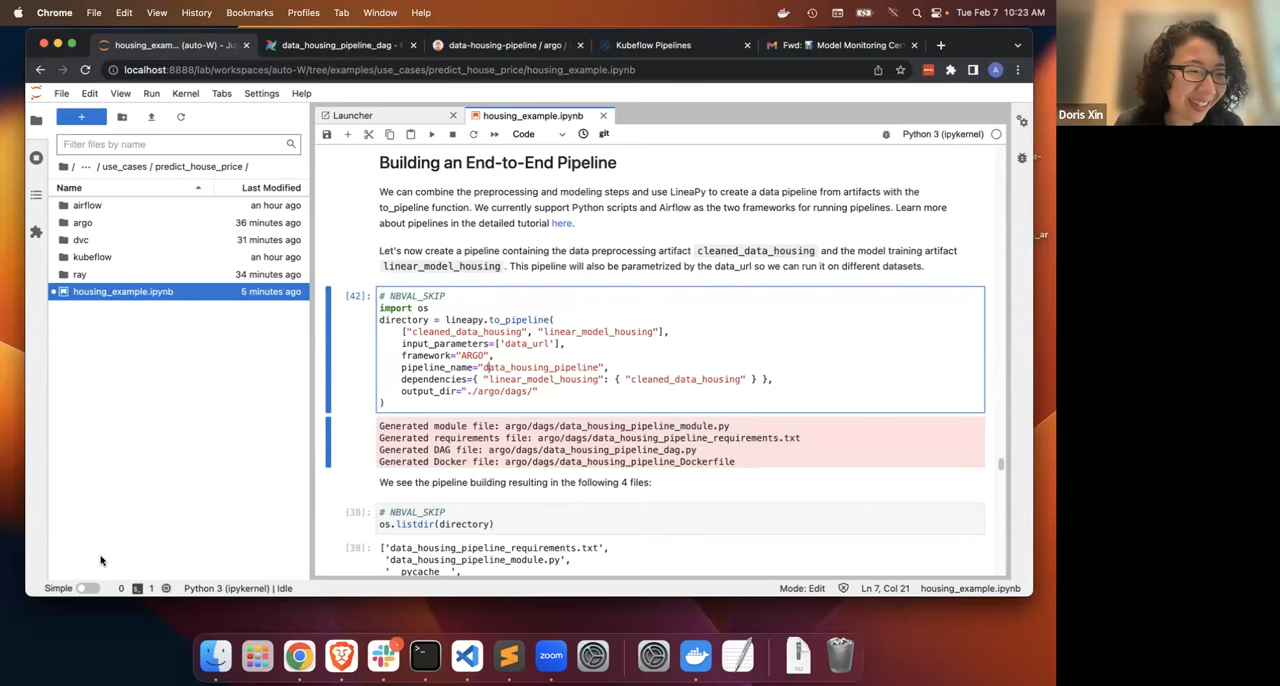 Chrome File Edit View History Bookmarks Profiles Tab Window Help Tue Feb 7 10:23 AM
housing_exam... (auto-W) - Ju data_housing_pipeline_dag - data-housing-pipeline / argo / Kubeflow Pipelines Fwd: Model Monitoring Cer
localhost:8888/lab/workspaces/auto-W/tree/examples/use_cases/predict_house_price/housing_example.ipynb A
File Edit View Run Kernel Tabs Settings Help
Launcher housing_example.ipynb
Code git Python 3 (ipykernel)
Filter files by name
/ ... / use_cases / predict_house_price /
Name Last Modified
airflow an hour ago
argo 36 minutes ago
dvc 31 minutes ago
kubeflow an hour ago
ray 34 minutes ago
housing_example.ipynb 5 minutes ago
Building an End-to-End Pipeline
We can combine the preprocessing and modeling steps and use LineaPy to create a data pipeline from artifacts with the
to_pipeline function. We currently support Python scripts and Airflow as the two frameworks for running pipelines. Learn more
about pipelines in the detailed tutorial here.
Let's now create a pipeline containing the data preprocessing artifact cleaned_data_housing and the model training artifact
linear_model_housing . This pipeline will also be parametrized by the data_url so we can run it on different datasets.
[42]: # NBVAL_SKIP
import os
directory = lineapy.to_pipeline(
["cleaned_data_housing", "linear_model_housing"],
input_parameters=['data_url'],
framework="ARGO",
pipeline_name="data_housing_pipeline",
dependencies={ "linear_model_housing": { "cleaned_data_housing" } },
output_dir="./argo/dags/"
)
Generated module file: argo/dags/data_housing_pipeline_module.py
Generated requirements file: argo/dags/data_housing_pipeline_requirements.txt
Generated DAG file: argo/dags/data_housing_pipeline_dag.py
Generated Docker file: argo/dags/data_housing_pipeline_Dockerfile
We see the pipeline building resulting in the following 4 files:
[38]: # NBVAL_SKIP
os.listdir(directory)
[38]: ['data_housing_pipeline_requirements.txt',
'data_housing_pipeline_module.py',
'__pycache__',
Simple 0 1 Python 3 (ipykernel) | Idle Mode: Edit Ln 7, Col 21 housing_example.ipynb
Doris Xin
zoom